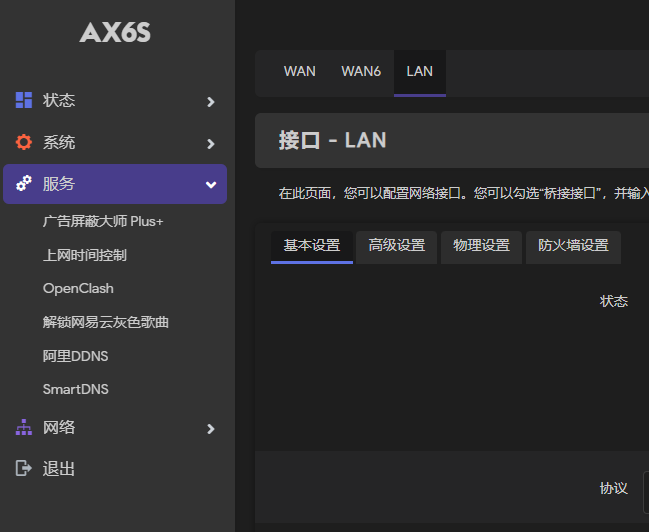 AX6S
状态
系统
服务
广告屏蔽大师 Plus+
上网时间控制
OpenClash
解锁网易云灰色歌曲
阿里DDNS
SmartDNS
网络
退出
WAN WAN6 LAN
接口 - LAN
在此页面，您可以配置网络接口。您可以勾选“桥接接口”，并输入
基本设置 高级设置 物理设置 防火墙设置
状态
协议